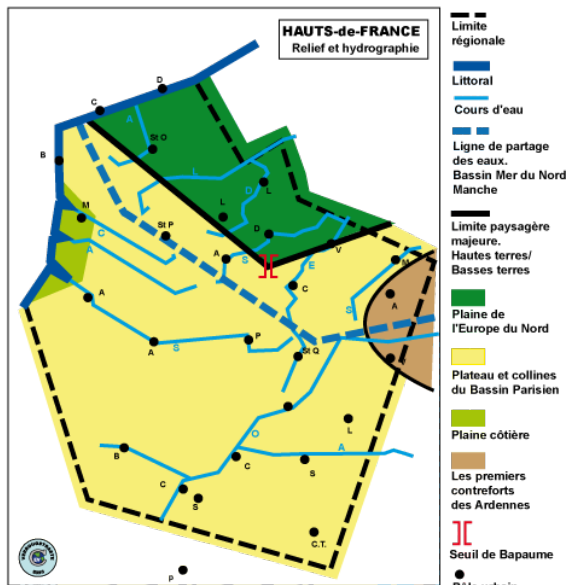 HAUTS-de-FRANCE
Relief et hydrographie
D
C
A
St O
B
L
L
D
L
M
C
St P
D
A
A
S
V
E
M
C
S
A
A
A
S
P
St Q
L
O
B
A
C
S
C
S
C.T.
P
Limite
régionale
Littoral
Cours d'eau
Ligne de partage
des eaux.
Bassin Mer du Nord
Manche
Limite paysagère
majeure.
Hautes terres/
Basses terres
Plaine de
l'Europe du Nord
Plateau et collines
du Bassin Parisien
Plaine côtière
Les premiers
contreforts
des Ardennes
Seuil de Bapaume